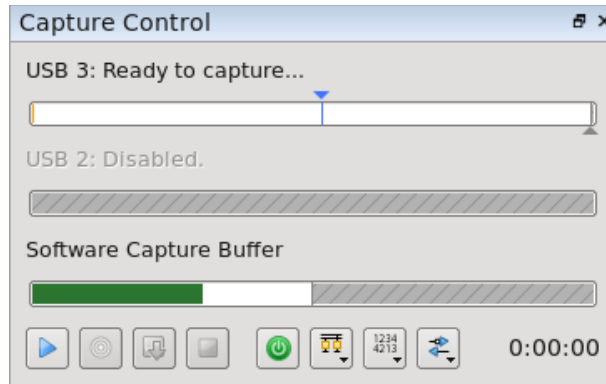 Capture Control
USB 3: Ready to capture...
USB 2: Disabled.
Software Capture Buffer
1234
4213
0:00:00